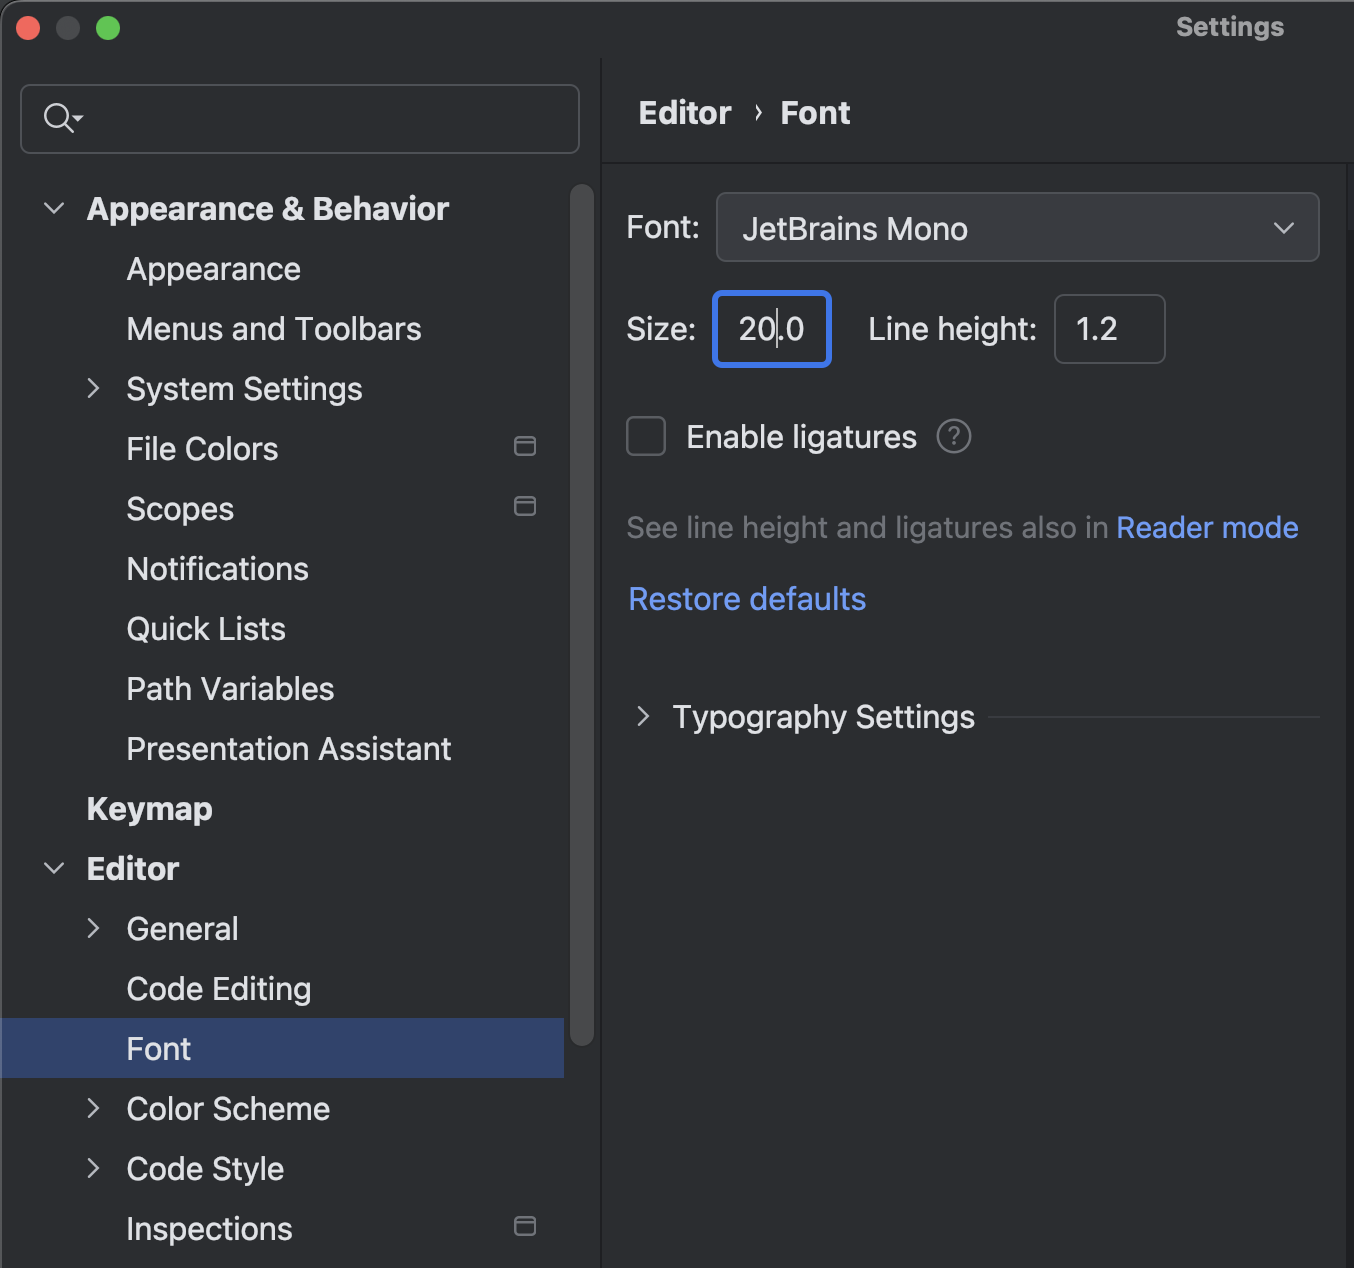 Settings
Appearance & Behavior
Appearance
Menus and Toolbars
System Settings
File Colors
Scopes
Notifications
Quick Lists
Path Variables
Presentation Assistant
Keymap
Editor
General
Code Editing
Font
Color Scheme
Code Style
Inspections
Editor › Font
Font: JetBrains Mono
Size: 20.0 Line height: 1.2
Enable ligatures ?
See line height and ligatures also in Reader mode
Restore defaults
Typography Settings